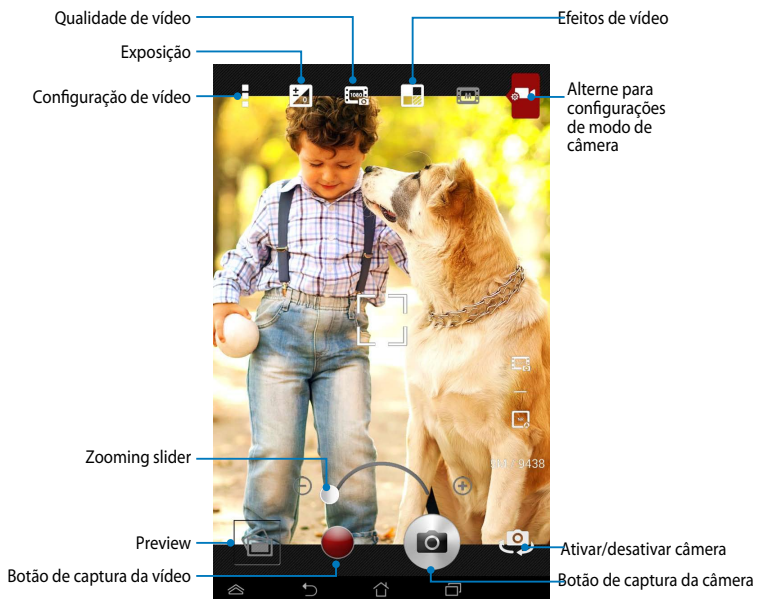 Qualidade de vídeo
Efeitos de vídeo
Exposição
Configuração de vídeo
Alterne para
configurações
de modo de
câmera
1080
Zooming slider
Preview
Ativar/desativar câmera
Botão de captura da vídeo
Botão de captura da câmera